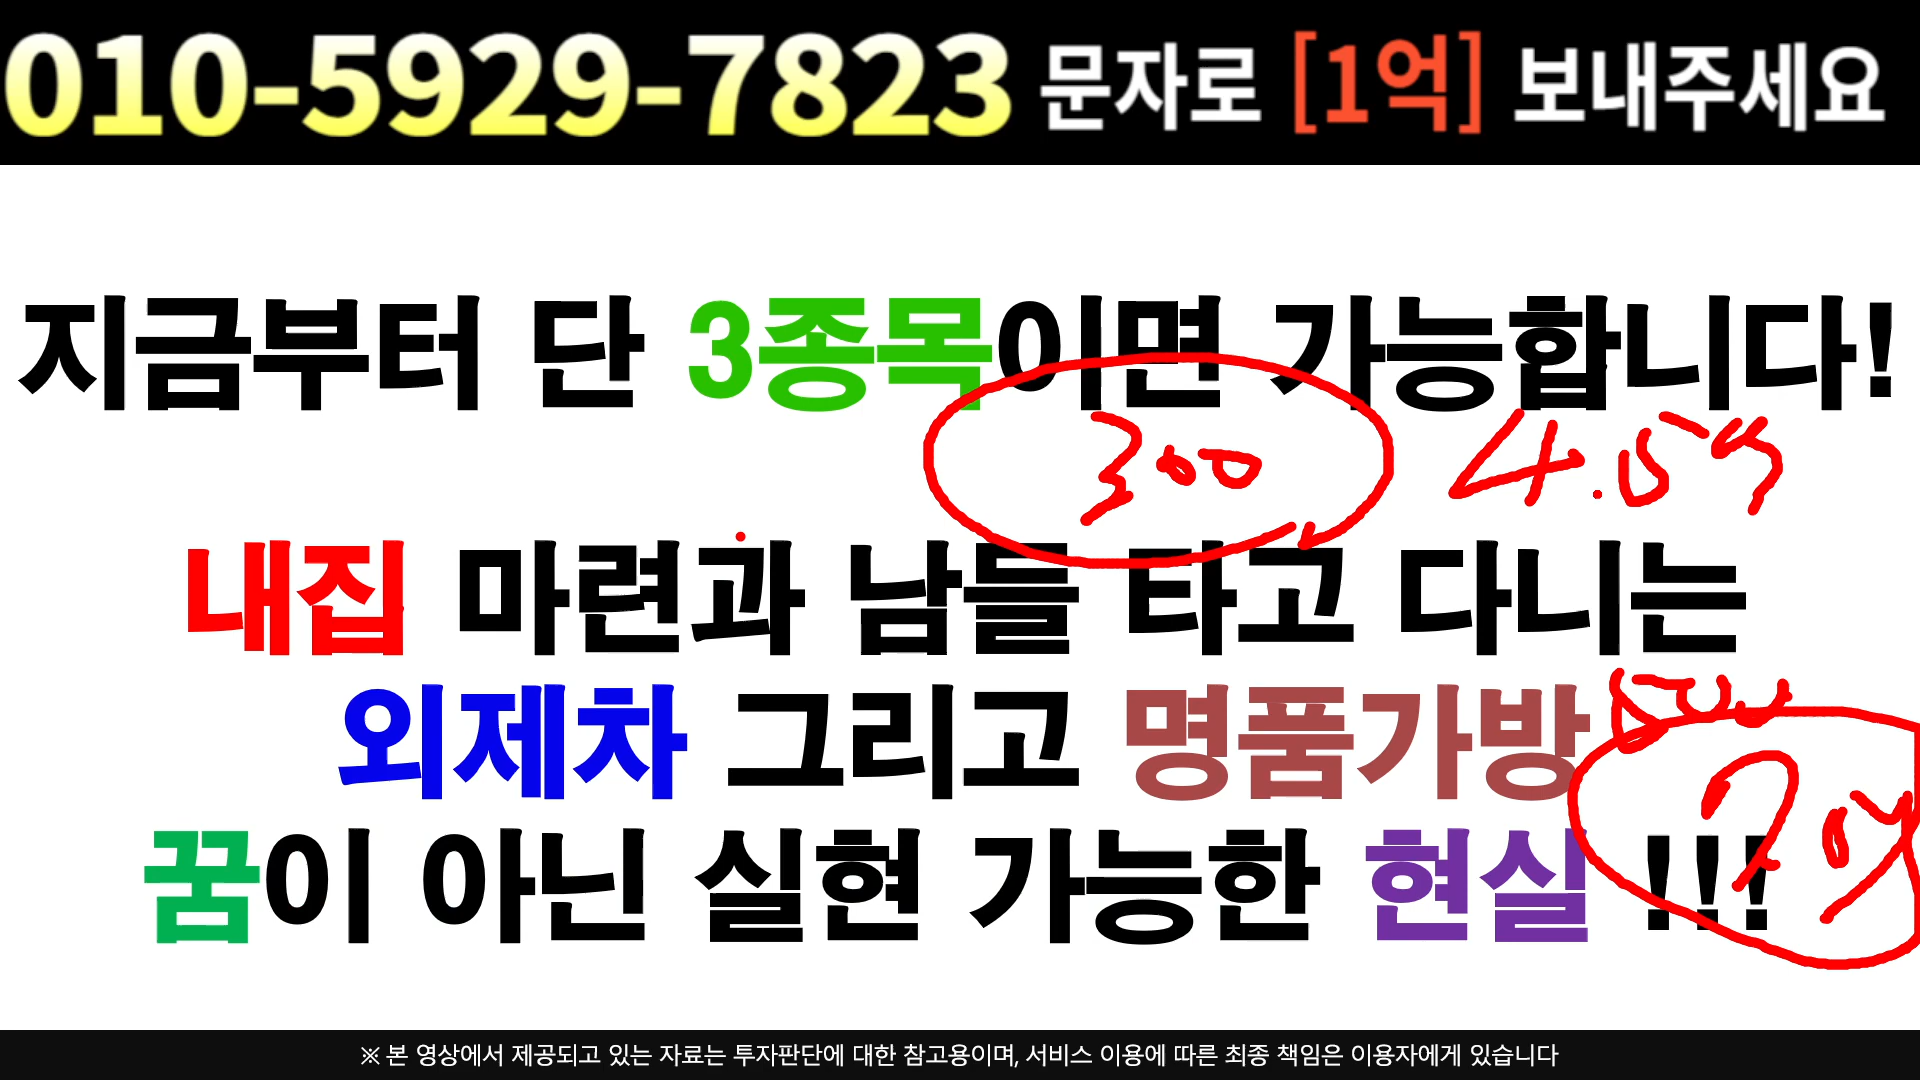 010-5929-7823 문자로 [1억] 보내주세요
지금부터 단 3종목이면 가능합니다!
300 4.5억
내집 마련과 남들 타고 다니는
외제차 그리고 명품가방
500
꿈이 아닌 실현 가능한 현실 !!!
※ 본 영상에서 제공되고 있는 자료는 투자판단에 대한 참고용이며, 서비스 이용에 따른 최종 책임은 이용자에게 있습니다